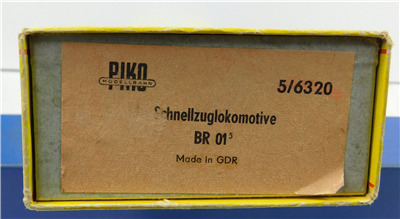 PIKO
MODELLBAHN
5/6320
Schnellzuglokomotive
BR 01⁵
Made in GDR